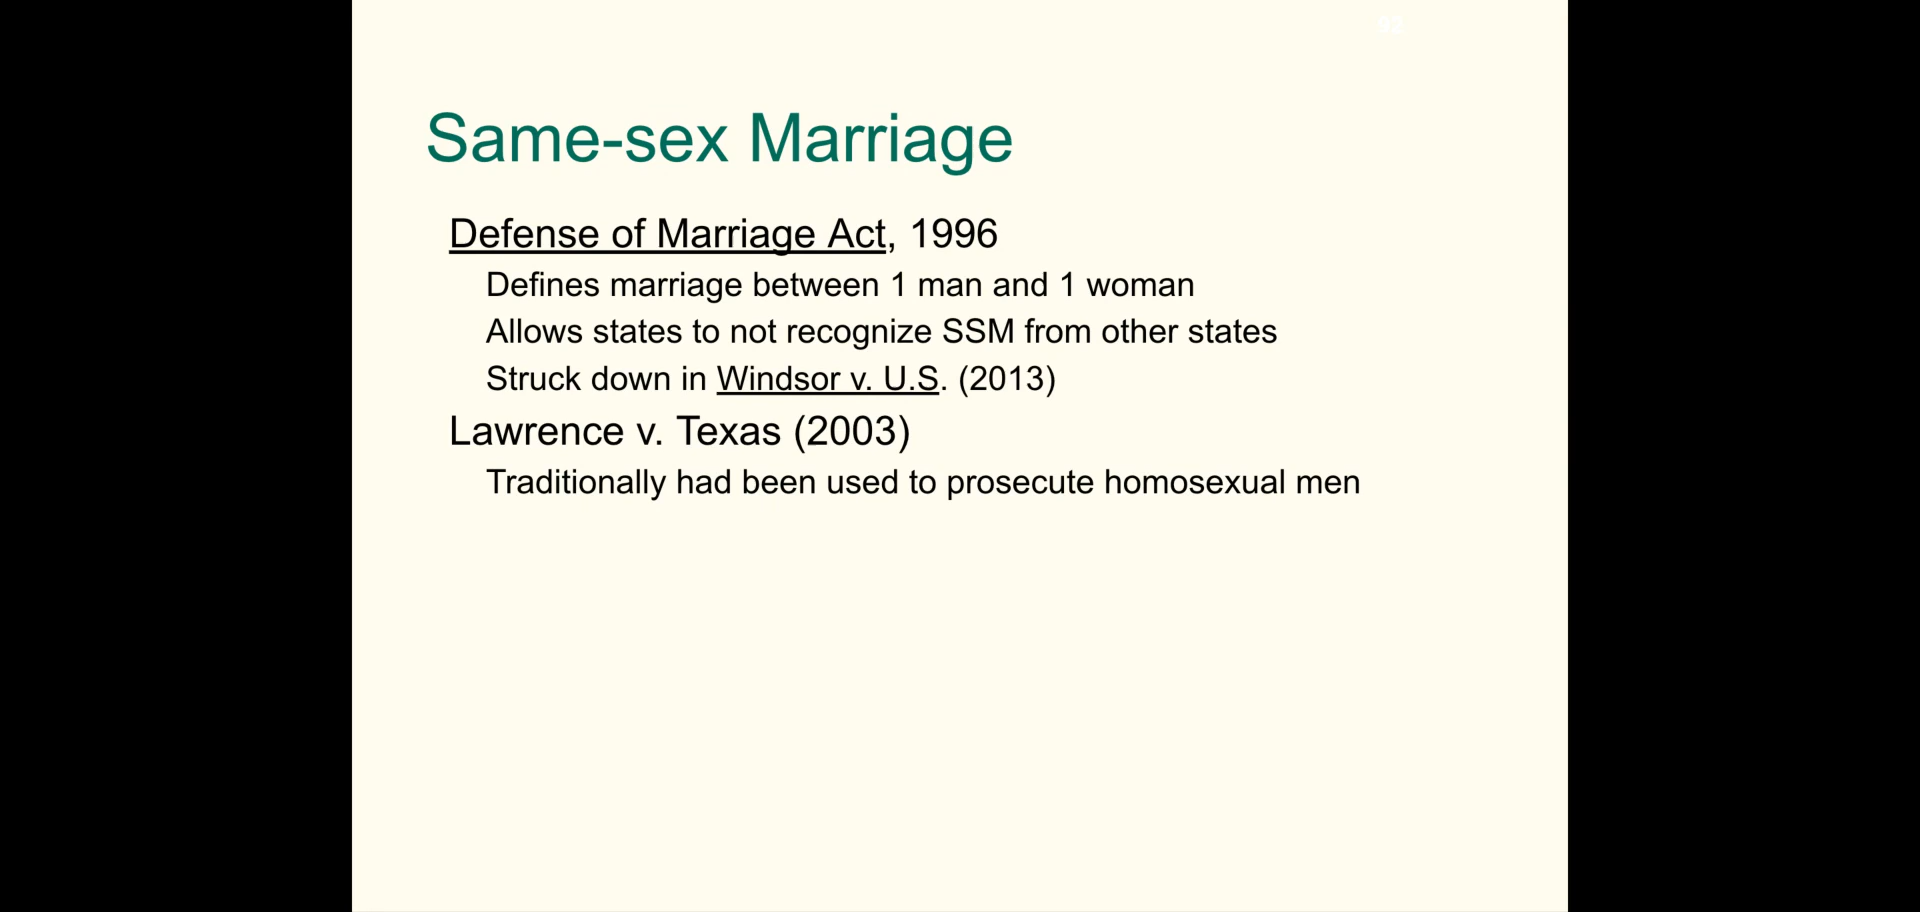 92
Same-sex Marriage
Defense of Marriage Act, 1996
Defines marriage between 1 man and 1 woman
Allows states to not recognize SSM from other states
Struck down in Windsor v. U.S. (2013)
Lawrence v. Texas (2003)
Traditionally had been used to prosecute homosexual men